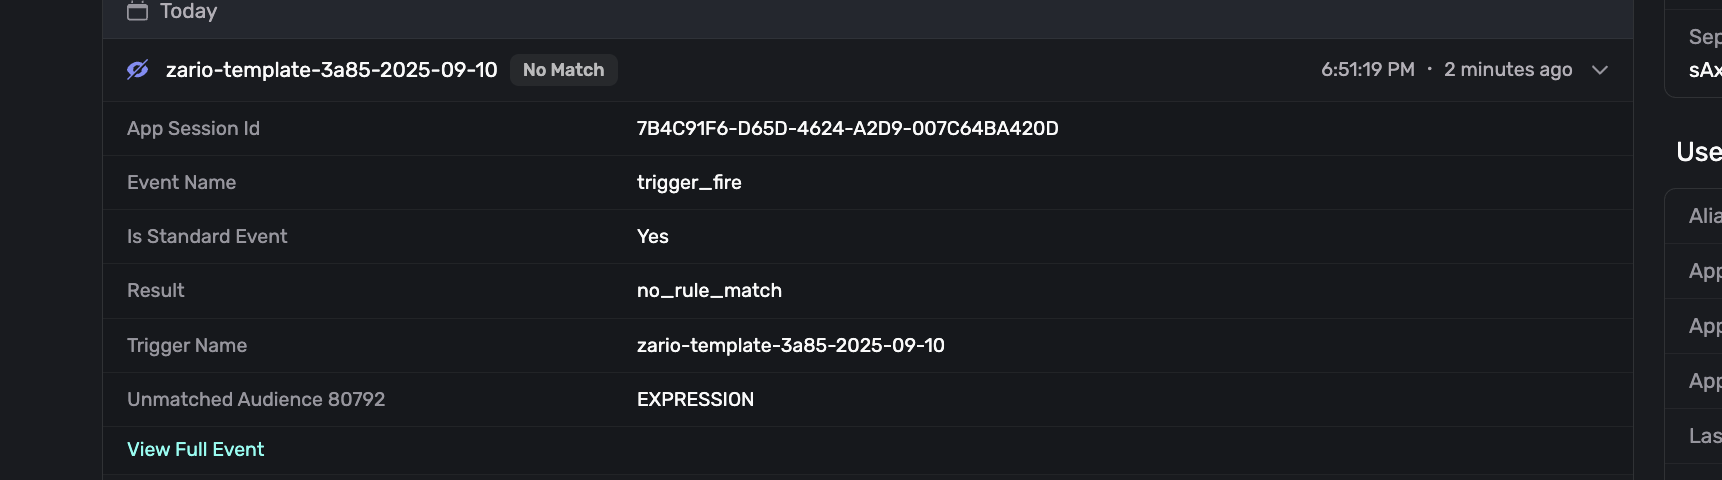 Today
zario-template-3a85-2025-09-10 No Match 6:51:19 PM · 2 minutes ago
App Session Id 7B4C91F6-D65D-4624-A2D9-007C64BA420D
Event Name trigger_fire
Is Standard Event Yes
Result no_rule_match
Trigger Name zario-template-3a85-2025-09-10
Unmatched Audience 80792 EXPRESSION
View Full Event
Sep
sAx
Use
Alia
App
App
App
Las